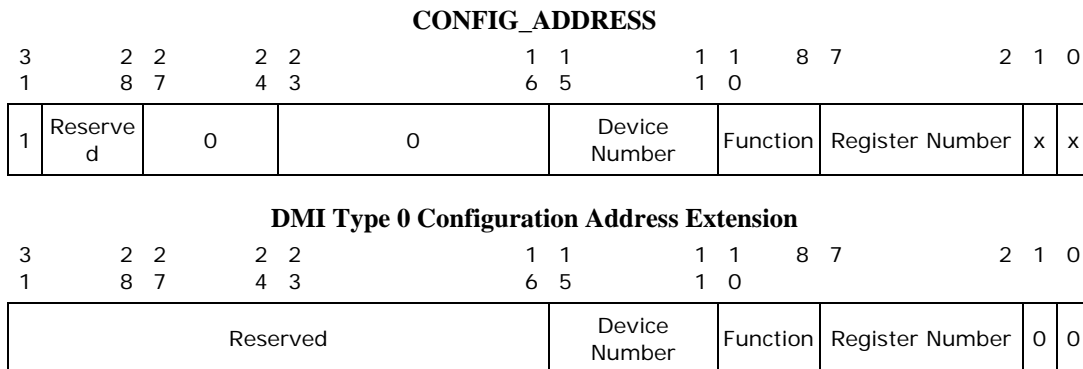 CONFIG_ADDRESS
3 2 2 2 2 1 1 1 1 8 7 2 1 0
1 8 7 4 3 6 5 1 0
1 Reserve 0 0 Device Function Register Number x x
d Number
DMI Type 0 Configuration Address Extension
3 2 2 2 2 1 1 1 1 8 7 2 1 0
1 8 7 4 3 6 5 1 0
Reserved Device Function Register Number 0 0
Number